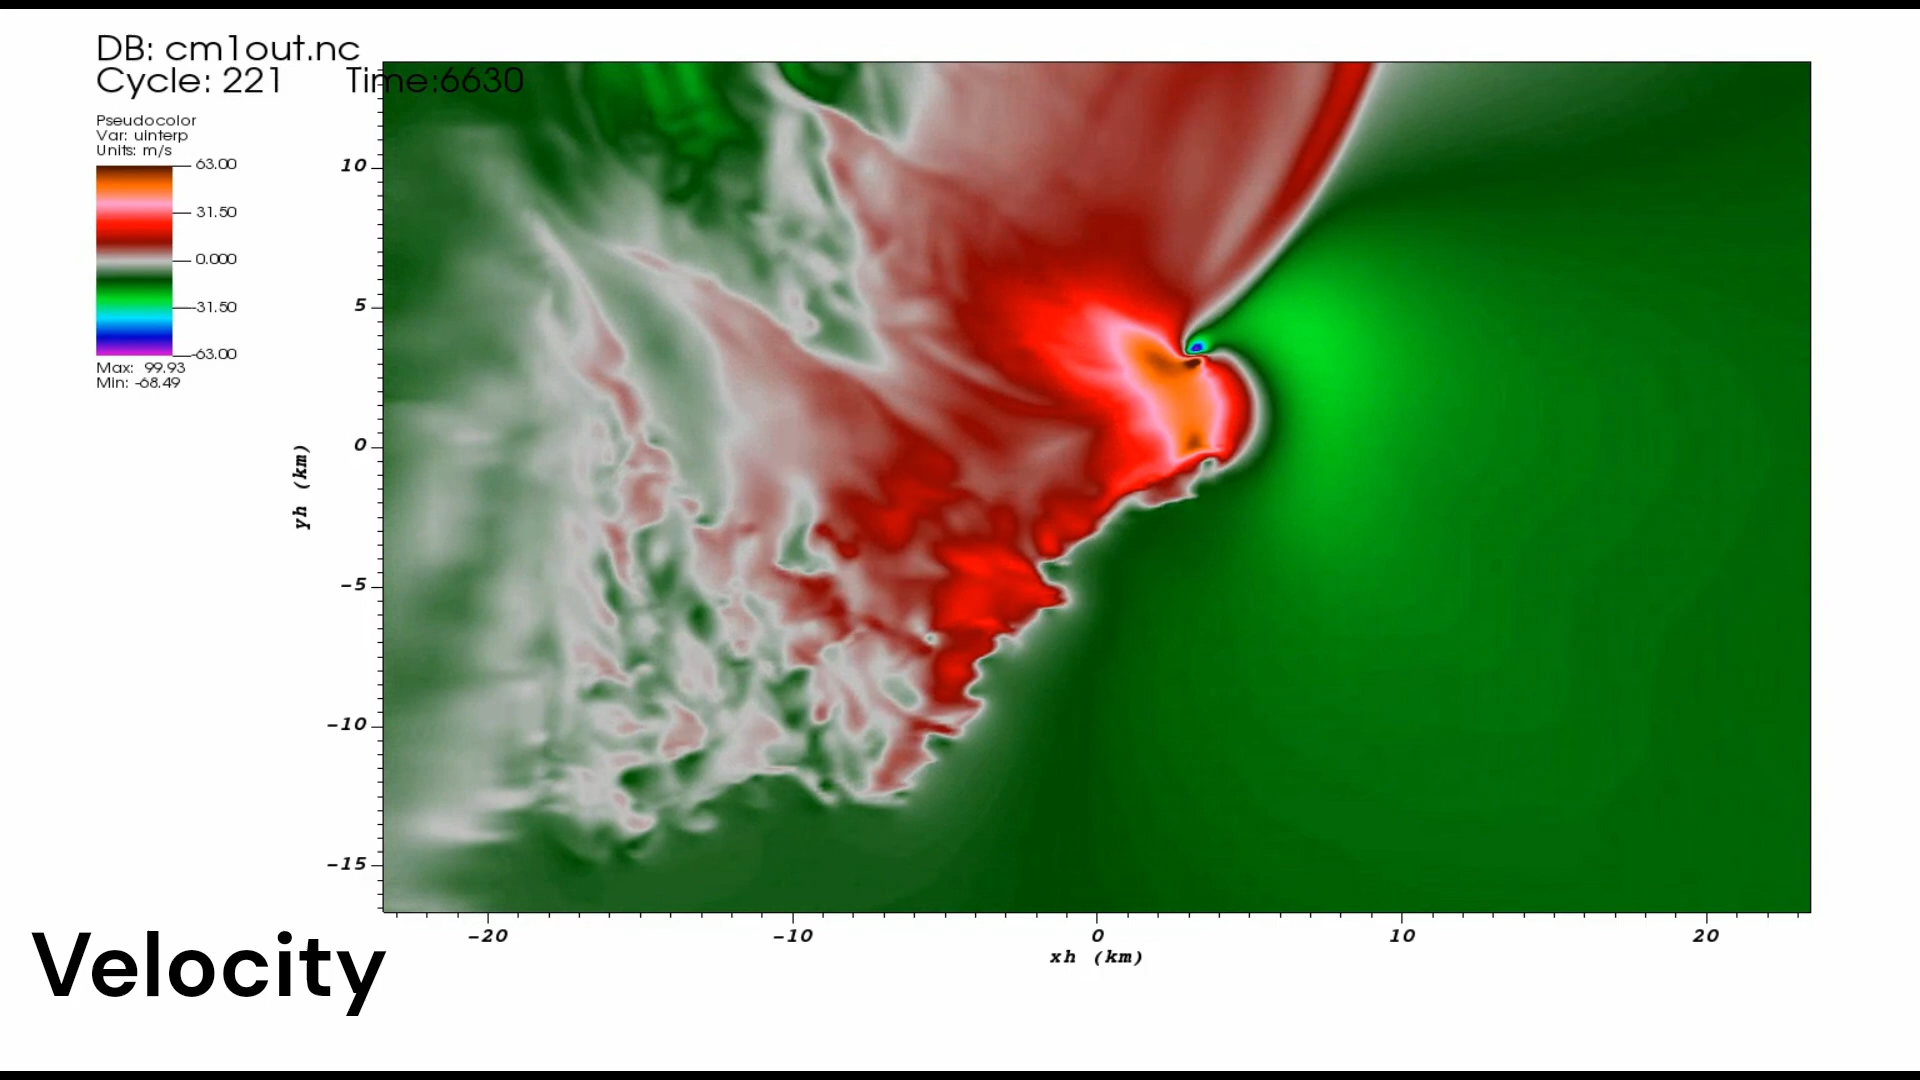 DB: cm1out.nc
Cycle: 221 Time:6630
Pseudocolor
Var: uinterp
Units: m/s
63.00
31.50
0.000
-31.50
-63.00
Max: 99.93
Min: -68.49
10
5
0
-5
-10
-15
yh (km)
-20 -10 0 10 20
xh (km)
Velocity